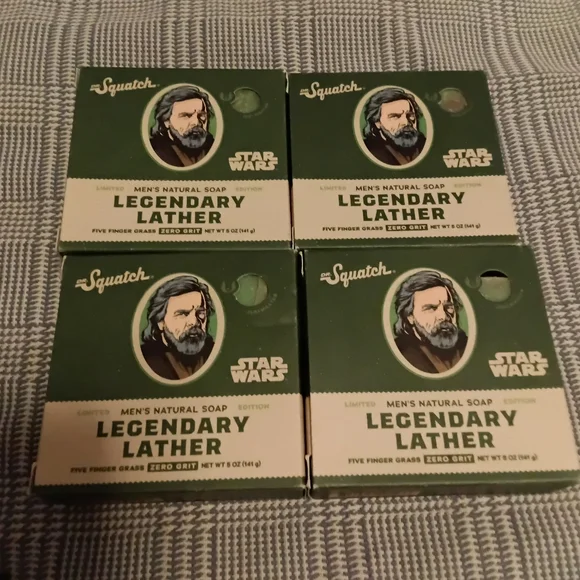 DR. Squatch.
STAR WARS
LIMITED MEN'S NATURAL SOAP EDITION
LEGENDARY
LATHER
FIVE FINGER GRASS ZERO GRIT NET WT 5 OZ (141 g)
DR. Squatch.
STAR WARS
LIMITED MEN'S NATURAL SOAP EDITION
LEGENDARY
LATHER
FIVE FINGER GRASS ZERO GRIT NET WT 5 OZ (141 g)
DR. Squatch.
STAR WARS
LIMITED MEN'S NATURAL SOAP EDITION
LEGENDARY
LATHER
FIVE FINGER GRASS ZERO GRIT NET WT 5 OZ (141 g)
DR. Squatch.
STAR WARS
LIMITED MEN'S NATURAL SOAP EDITION
LEGENDARY
LATHER
FIVE FINGER GRASS ZERO GRIT NET WT 5 OZ (141 g)